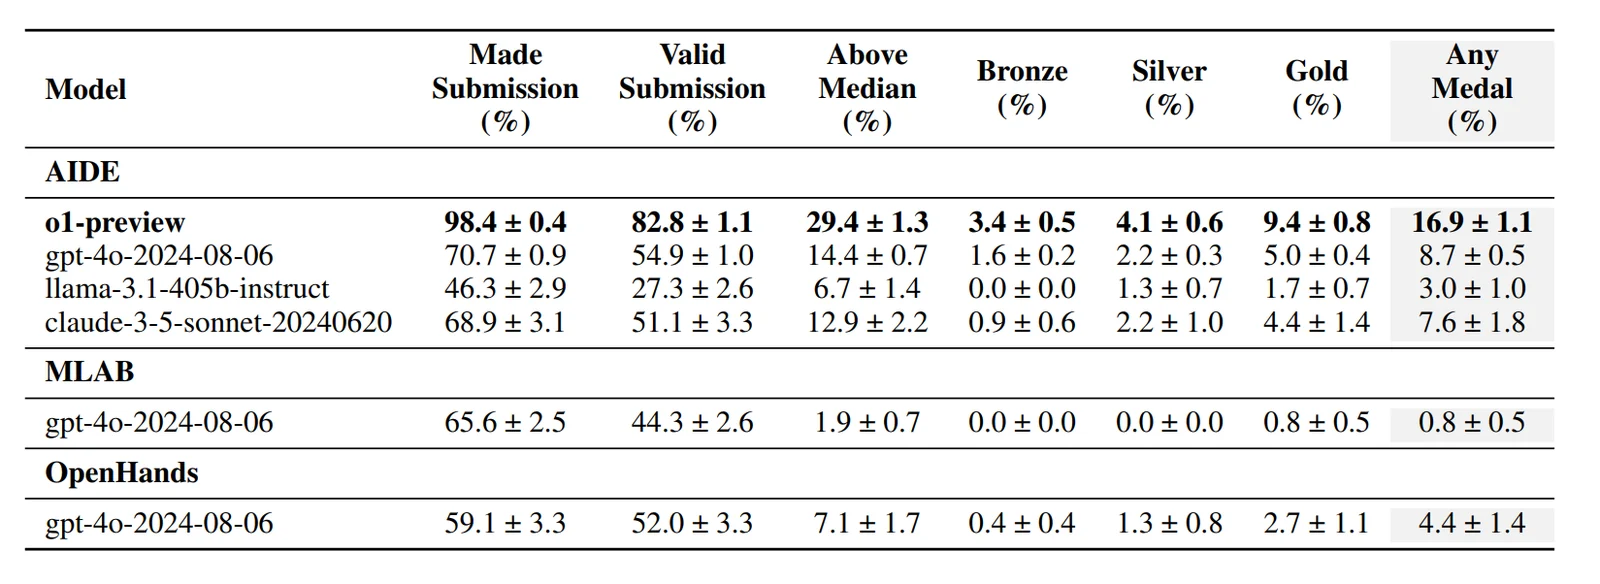 Model Made Submission (%) Valid Submission (%) Above Median (%) Bronze (%) Silver (%) Gold (%) Any Medal (%)
AIDE
o1-preview 98.4 ± 0.4 82.8 ± 1.1 29.4 ± 1.3 3.4 ± 0.5 4.1 ± 0.6 9.4 ± 0.8 16.9 ± 1.1
gpt-4o-2024-08-06 70.7 ± 0.9 54.9 ± 1.0 14.4 ± 0.7 1.6 ± 0.2 2.2 ± 0.3 5.0 ± 0.4 8.7 ± 0.5
llama-3.1-405b-instruct 46.3 ± 2.9 27.3 ± 2.6 6.7 ± 1.4 0.0 ± 0.0 1.3 ± 0.7 1.7 ± 0.7 3.0 ± 1.0
claude-3-5-sonnet-20240620 68.9 ± 3.1 51.1 ± 3.3 12.9 ± 2.2 0.9 ± 0.6 2.2 ± 1.0 4.4 ± 1.4 7.6 ± 1.8
MLAB
gpt-4o-2024-08-06 65.6 ± 2.5 44.3 ± 2.6 1.9 ± 0.7 0.0 ± 0.0 0.0 ± 0.0 0.8 ± 0.5 0.8 ± 0.5
OpenHands
gpt-4o-2024-08-06 59.1 ± 3.3 52.0 ± 3.3 7.1 ± 1.7 0.4 ± 0.4 1.3 ± 0.8 2.7 ± 1.1 4.4 ± 1.4